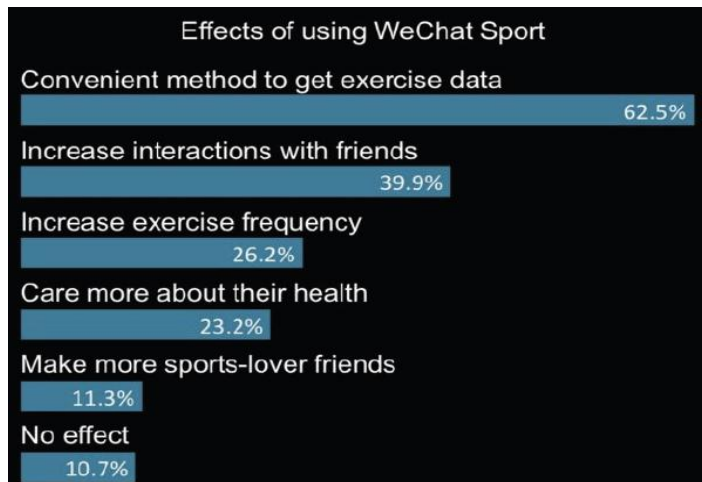 Effects of using WeChat Sport
Convenient method to get exercise data
62.5%
Increase interactions with friends
39.9%
Increase exercise frequency
26.2%
Care more about their health
23.2%
Make more sports-lover friends
11.3%
No effect
10.7%